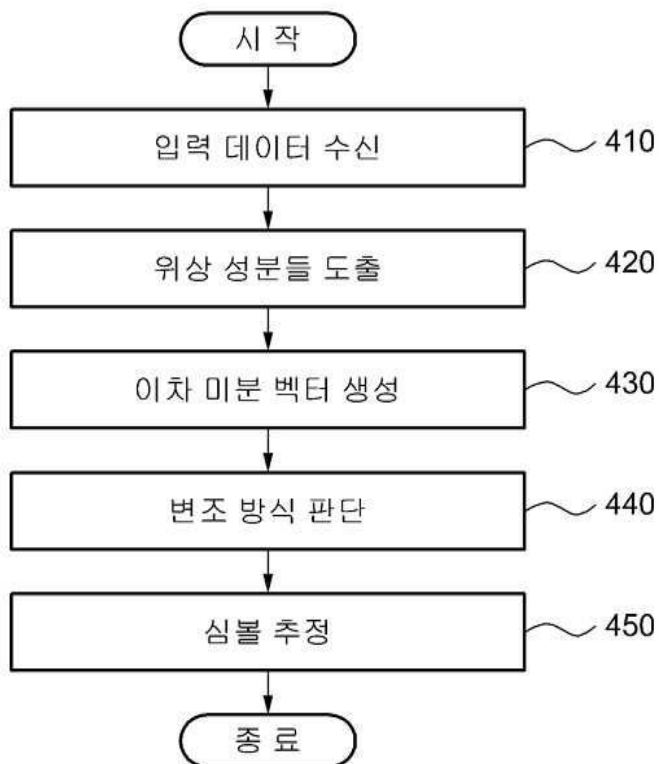 시 작
입력 데이터 수신
410
위상 성분들 도출
420
이차 미분 벡터 생성
430
변조 방식 판단
440
심볼 추정
450
종 료